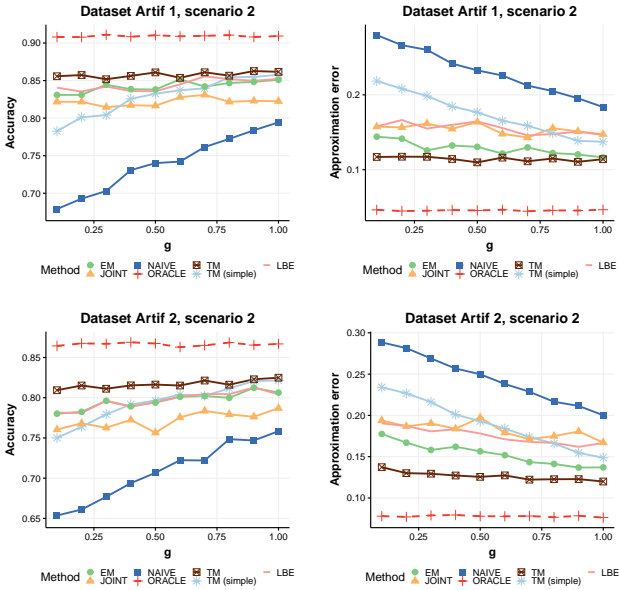 Dataset Artif 1, scenario 2
Accuracy
0.90
0.85
0.80
0.75
0.70
0.25 0.50 0.75 1.00
g
Method EM NAIVE TM LBE
JOINT ORACLE TM (simple)
Dataset Artif 1, scenario 2
Approximation error
0.2
0.1
0.25 0.50 0.75 1.00
g
Method EM NAIVE TM LBE
JOINT ORACLE TM (simple)
Dataset Artif 2, scenario 2
Accuracy
0.85
0.80
0.75
0.70
0.65
0.25 0.50 0.75 1.00
g
Method EM NAIVE TM LBE
JOINT ORACLE TM (simple)
Dataset Artif 2, scenario 2
Approximation error
0.30
0.25
0.20
0.15
0.10
0.25 0.50 0.75 1.00
g
Method EM NAIVE TM LBE
JOINT ORACLE TM (simple)